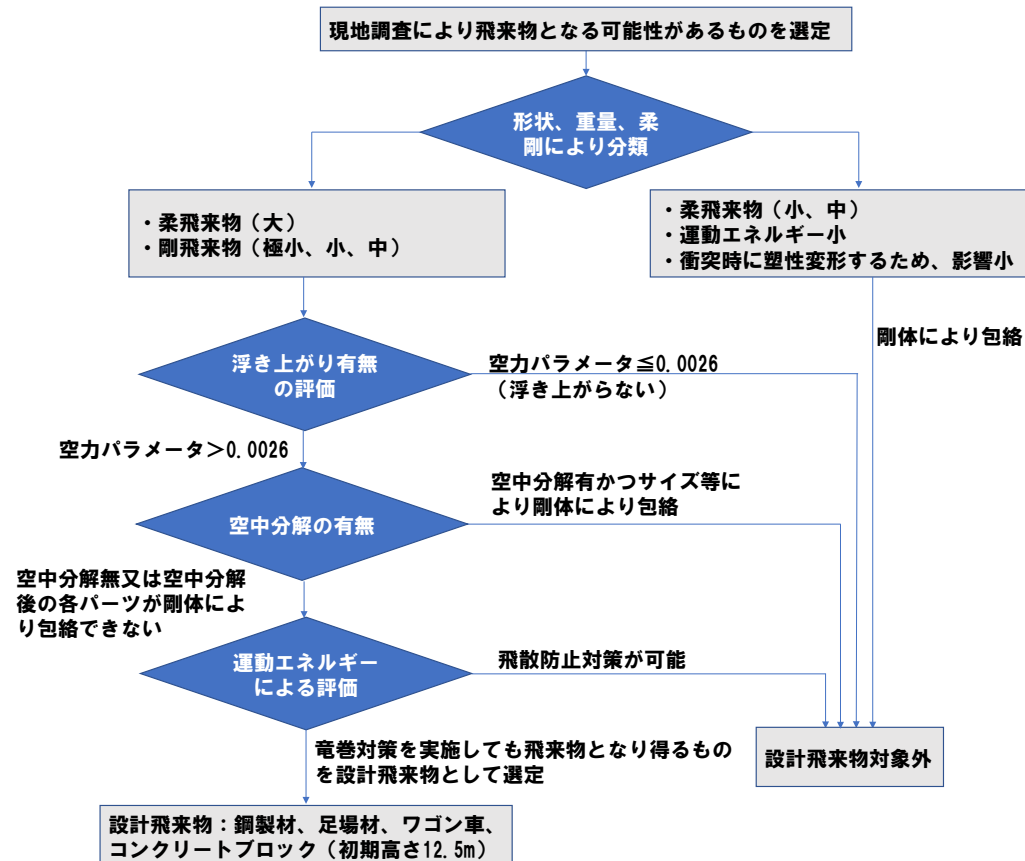 現地調査により飛来物となる可能性があるものを選定
形状、重量、柔
剛により分類
・柔飛来物（大）
・剛飛来物（極小、小、中）
・柔飛来物（小、中）
・運動エネルギー小
・衝突時に塑性変形するため、影響小
剛体により包絡
浮き上がり有無
の評価
空力パラメータ≦0.0026
（浮き上がらない）
空力パラメータ＞0.0026
空中分解の有無
空中分解有かつサイズ等に
より剛体により包絡
空中分解無又は空中分解
後の各パーツが剛体によ
り包絡できない
運動エネルギー
による評価
飛散防止対策が可能
竜巻対策を実施しても飛来物となり得るもの
を設計飛来物として選定
設計飛来物対象外
設計飛来物：鋼製材、足場材、ワゴン車、
コンクリートブロック（初期高さ12.5m）